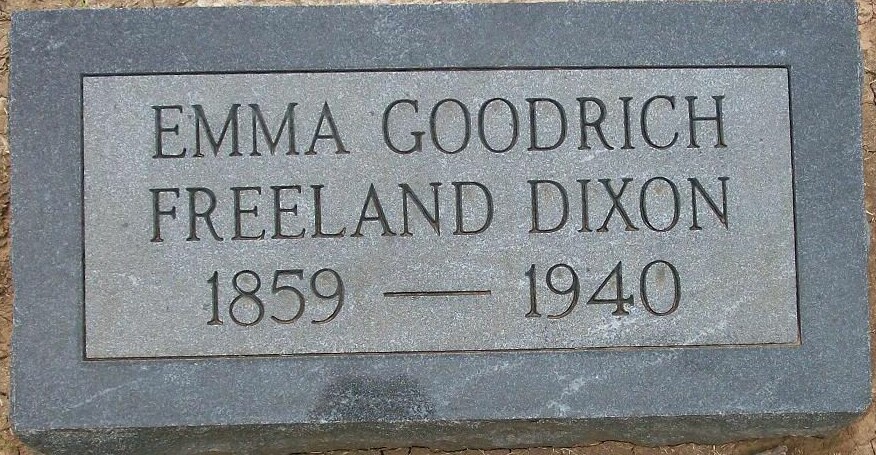 EMMA GOODRICH
FREELAND DIXON
1859 — 1940